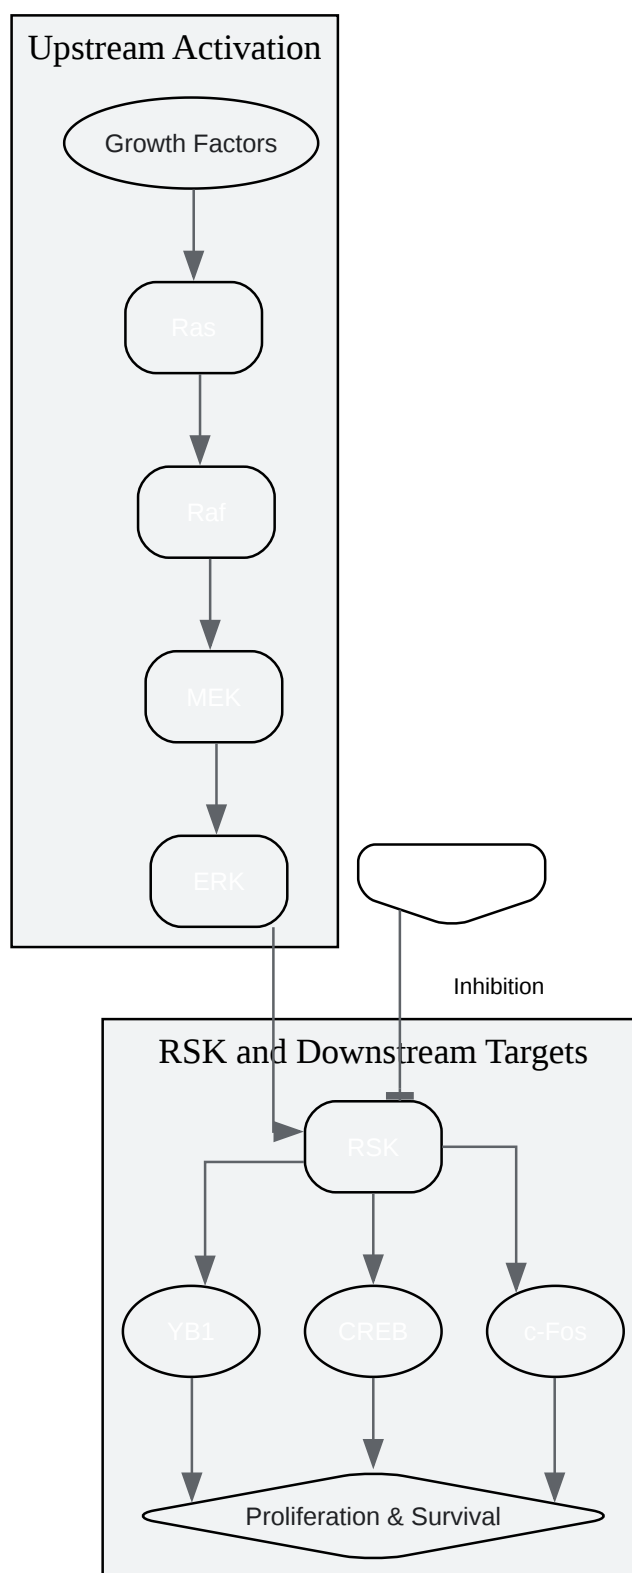 Upstream Activation
Growth Factors
Ras
Raf
MEK
ERK
Inhibition
RSK and Downstream Targets
RSK
YB1
CREB
c-Fos
Proliferation & Survival